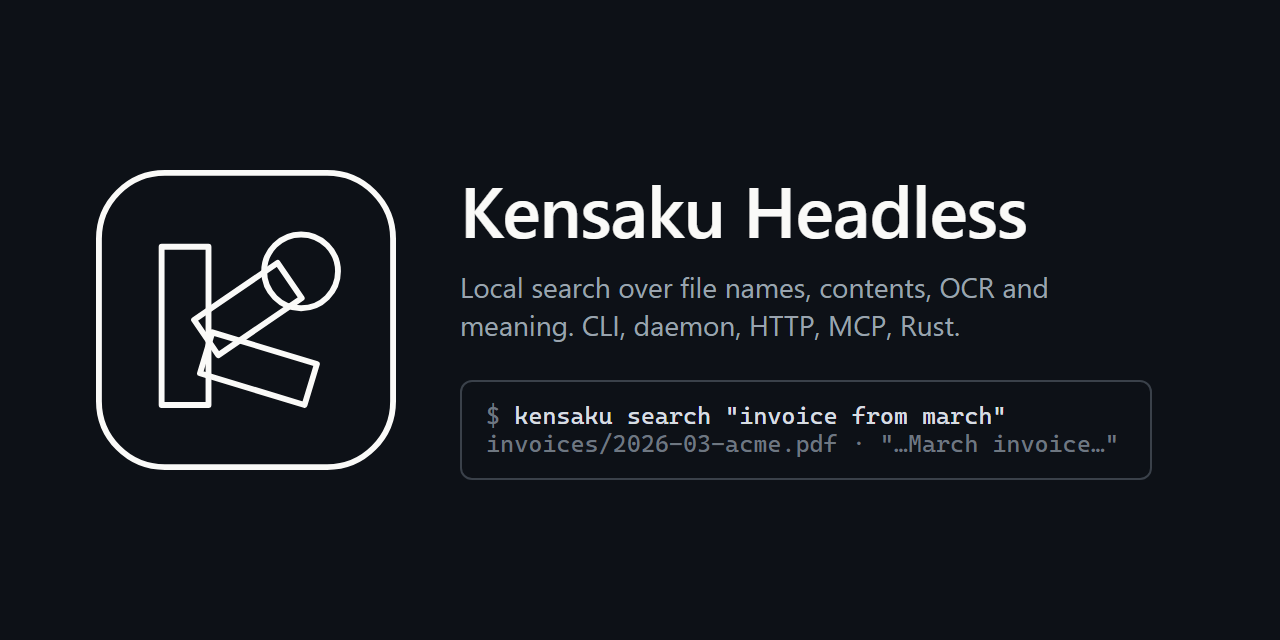 Kensaku Headless
Local search over file names, contents, OCR and
meaning. CLI, daemon, HTTP, MCP, Rust.
$ kensaku search "invoice from march"
invoices/2026-03-acme.pdf · "…March invoice…"